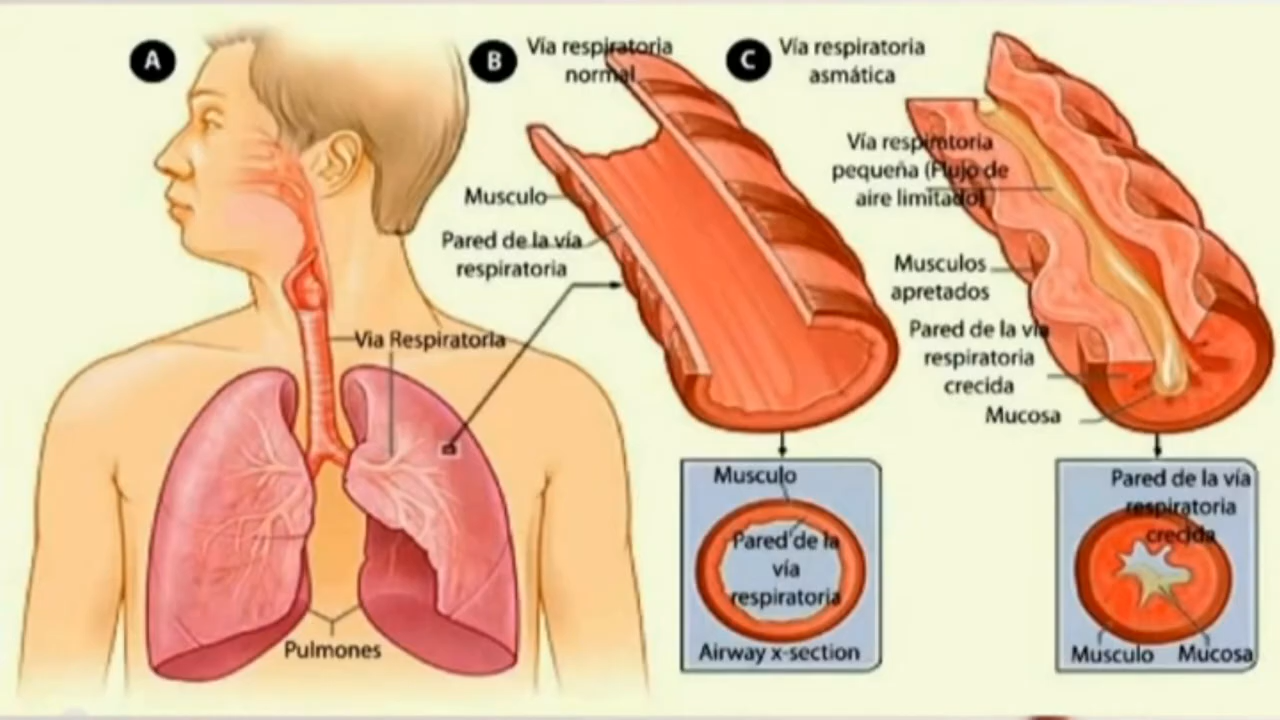 A
Vía respiratoria
Pulmones
B
Vía respiratoria
normal
Musculo
Pared de la vía
respiratoria
Musculo
Pared de la
vía
respiratoria
Airway x-section
C
Vía respiratoria
asmática
Vía respiratoria
pequeña (Flujo de
aire limitado)
Musculos
apretados
Pared de la vía
respiratoria
crecida
Mucosa
Pared de la vía
respiratoria
crecida
Musculo
Mucosa